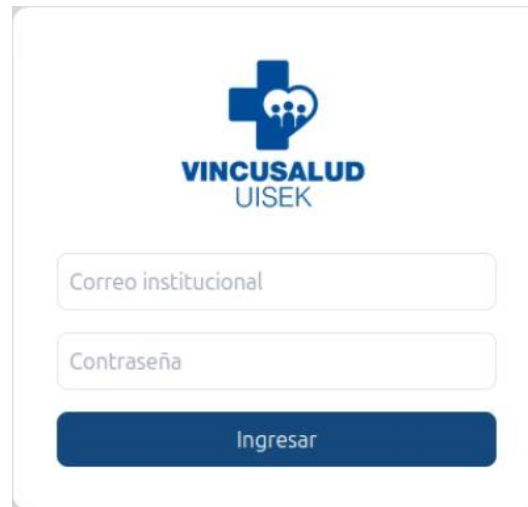 VINCUSALUD
UISEK
Correo institucional
Contraseña
Ingresar